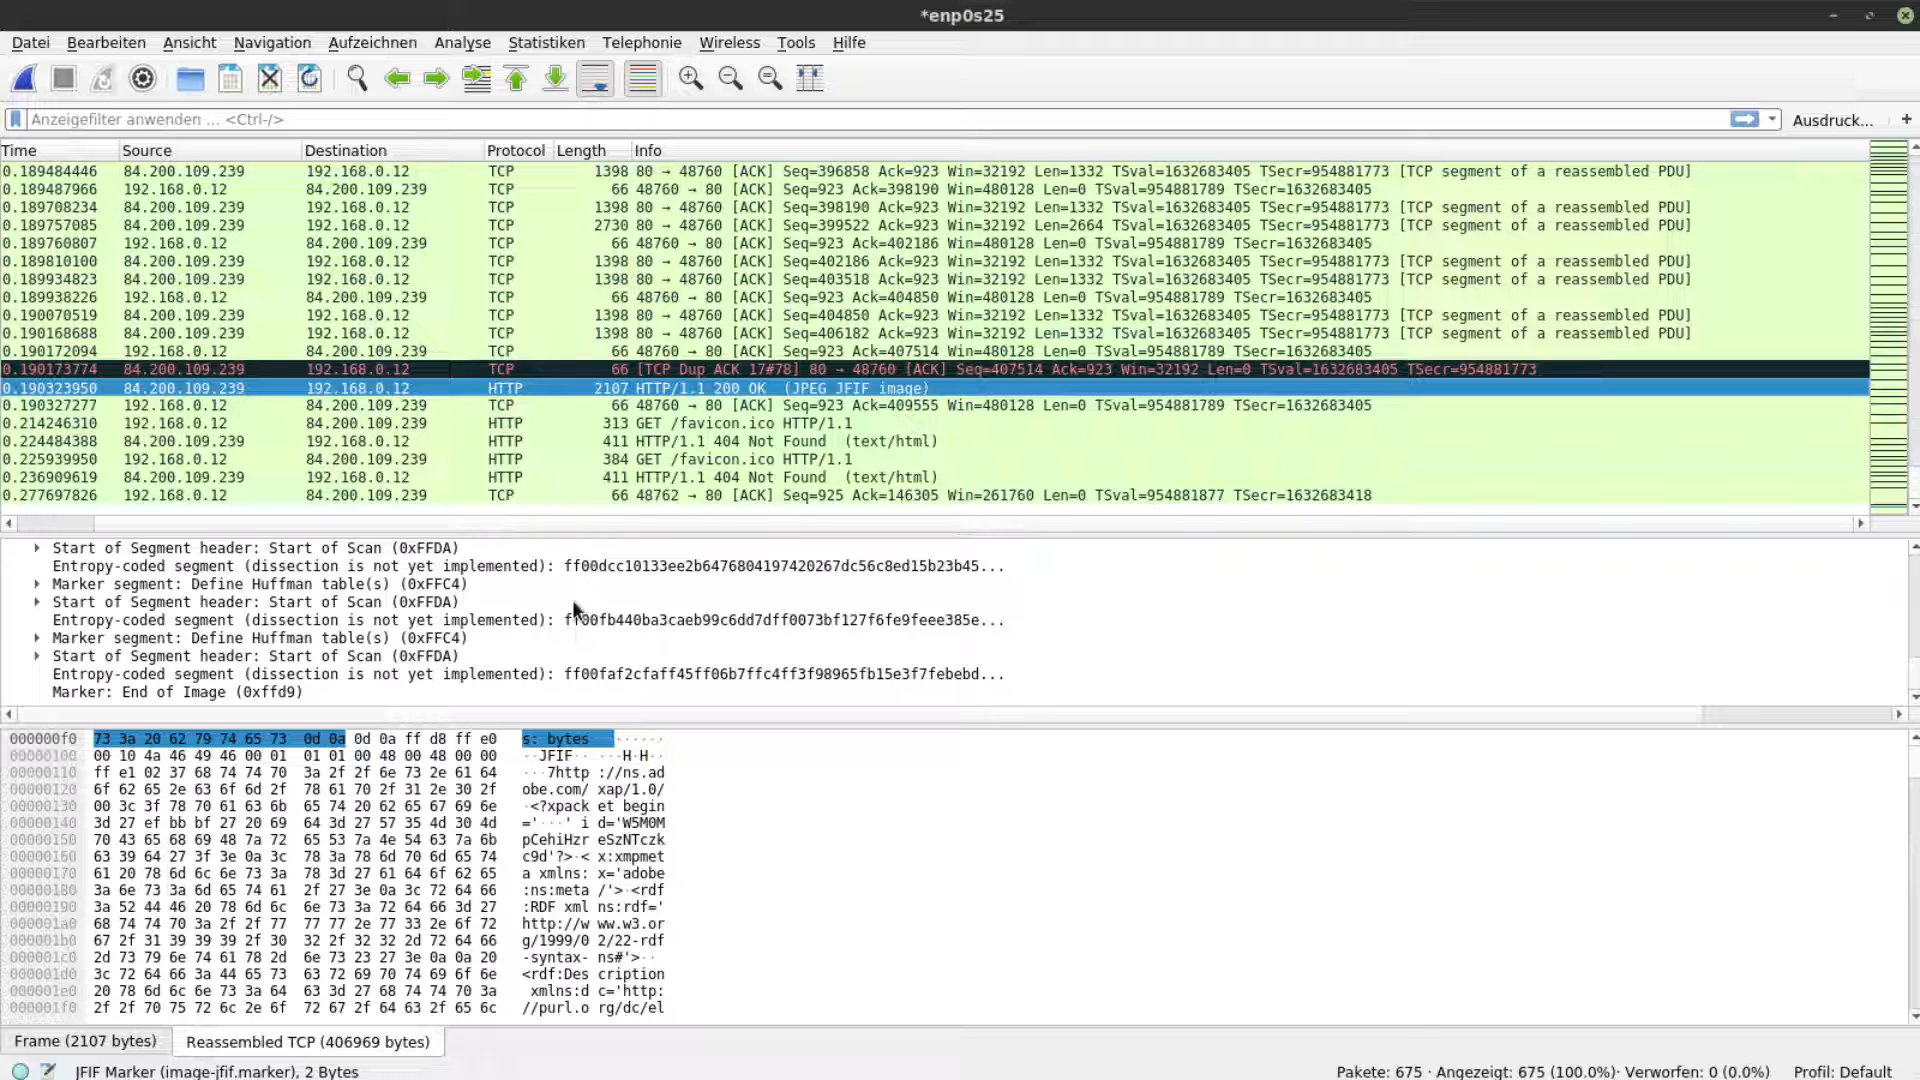 *enp0s25
Datei Bearbeiten Ansicht Navigation Aufzeichnen Analyse Statistiken Telephonie Wireless Tools Hilfe
Anzeigefilter anwenden ... <Ctrl-/> Ausdruck... +
Time Source Destination Protocol Length Info
0.189484446 84.200.109.239 192.168.0.12 TCP 1398 80 → 48760 [ACK] Seq=396858 Ack=923 Win=32192 Len=1332 TSval=1632683405 TSecr=954881773 [TCP segment of a reassembled PDU]
0.189487966 192.168.0.12 84.200.109.239 TCP 66 48760 → 80 [ACK] Seq=923 Ack=398190 Win=480128 Len=0 TSval=954881789 TSecr=1632683405
0.189708234 84.200.109.239 192.168.0.12 TCP 1398 80 → 48760 [ACK] Seq=398190 Ack=923 Win=32192 Len=1332 TSval=1632683405 TSecr=954881773 [TCP segment of a reassembled PDU]
0.189757085 84.200.109.239 192.168.0.12 TCP 2730 80 → 48760 [ACK] Seq=399522 Ack=923 Win=32192 Len=2664 TSval=1632683405 TSecr=954881773 [TCP segment of a reassembled PDU]
0.189760807 192.168.0.12 84.200.109.239 TCP 66 48760 → 80 [ACK] Seq=923 Ack=402186 Win=480128 Len=0 TSval=954881789 TSecr=1632683405
0.189810100 84.200.109.239 192.168.0.12 TCP 1398 80 → 48760 [ACK] Seq=402186 Ack=923 Win=32192 Len=1332 TSval=1632683405 TSecr=954881773 [TCP segment of a reassembled PDU]
0.189934823 84.200.109.239 192.168.0.12 TCP 1398 80 → 48760 [ACK] Seq=403518 Ack=923 Win=32192 Len=1332 TSval=1632683405 TSecr=954881773 [TCP segment of a reassembled PDU]
0.189938226 192.168.0.12 84.200.109.239 TCP 66 48760 → 80 [ACK] Seq=923 Ack=404850 Win=480128 Len=0 TSval=954881789 TSecr=1632683405
0.190070519 84.200.109.239 192.168.0.12 TCP 1398 80 → 48760 [ACK] Seq=404850 Ack=923 Win=32192 Len=1332 TSval=1632683405 TSecr=954881773 [TCP segment of a reassembled PDU]
0.190168688 84.200.109.239 192.168.0.12 TCP 1398 80 → 48760 [ACK] Seq=406182 Ack=923 Win=32192 Len=1332 TSval=1632683405 TSecr=954881773 [TCP segment of a reassembled PDU]
0.190172094 192.168.0.12 84.200.109.239 TCP 66 48760 → 80 [ACK] Seq=923 Ack=407514 Win=480128 Len=0 TSval=954881789 TSecr=1632683405
0.190173774 84.200.109.239 192.168.0.12 TCP 66 [TCP Dup ACK 17#78] 80 → 48760 [ACK] Seq=407514 Ack=923 Win=32192 Len=0 TSval=1632683405 TSecr=954881773
0.190323950 84.200.109.239 192.168.0.12 HTTP 2107 HTTP/1.1 200 OK (JPEG JFIF image)
0.190327277 192.168.0.12 84.200.109.239 TCP 66 48760 → 80 [ACK] Seq=923 Ack=409555 Win=480128 Len=0 TSval=954881789 TSecr=1632683405
0.214246310 192.168.0.12 84.200.109.239 HTTP 313 GET /favicon.ico HTTP/1.1
0.224484388 84.200.109.239 192.168.0.12 HTTP 411 HTTP/1.1 404 Not Found (text/html)
0.225939950 192.168.0.12 84.200.109.239 HTTP 384 GET /favicon.ico HTTP/1.1
0.236909619 84.200.109.239 192.168.0.12 HTTP 411 HTTP/1.1 404 Not Found (text/html)
0.277697826 192.168.0.12 84.200.109.239 TCP 66 48762 → 80 [ACK] Seq=925 Ack=146305 Win=261760 Len=0 TSval=954881877 TSecr=1632683418
Start of Segment header: Start of Scan (0xFFDA)
Entropy-coded segment (dissection is not yet implemented): ff00dcc10133ee2b6476804197420267dc56c8ed15b23b45...
Marker segment: Define Huffman table(s) (0xFFC4)
Start of Segment header: Start of Scan (0xFFDA)
Entropy-coded segment (dissection is not yet implemented): ff00fb440ba3caeb99c6dd7dff0073bf127f6fe9feee385e...
Marker segment: Define Huffman table(s) (0xFFC4)
Start of Segment header: Start of Scan (0xFFDA)
Entropy-coded segment (dissection is not yet implemented): ff00faf2cfaff45ff06b7ffc4ff3f98965fb15e3f7febebd...
Marker: End of Image (0xffd9)
000000f0 73 3a 20 62 79 74 65 73 0d 0a 0d 0a ff d8 ff e0 s: bytes ······
00000100 00 10 4a 46 49 46 00 01 01 01 00 48 00 48 00 00 ··JFIF·· ···H·H··
00000110 ff e1 02 37 68 74 74 70 3a 2f 2f 6e 73 2e 61 64 ···7http ://ns.ad
00000120 6f 62 65 2e 63 6f 6d 2f 78 61 70 2f 31 2e 30 2f obe.com/ xap/1.0/
00000130 00 3c 3f 78 70 61 63 6b 65 74 20 62 65 67 69 6e ·<?xpack et begin
00000140 3d 27 ef bb bf 27 20 69 64 3d 27 57 35 4d 30 4d ='···' i d='W5M0M
00000150 70 43 65 68 69 48 7a 72 65 53 7a 4e 54 63 7a 6b pCehiHzr eSzNTczk
00000160 63 39 64 27 3f 3e 0a 3c 78 3a 78 6d 70 6d 65 74 c9d'?>·< x:xmpmet
00000170 61 20 78 6d 6c 6e 73 3a 78 3d 27 61 64 6f 62 65 a xmlns: x='adobe
00000180 3a 6e 73 3a 6d 65 74 61 2f 27 3e 0a 3c 72 64 66 :ns:meta /'>·<rdf
00000190 3a 52 44 46 20 78 6d 6c 6e 73 3a 72 64 66 3d 27 :RDF xml ns:rdf='
000001a0 68 74 74 70 3a 2f 2f 77 77 77 2e 77 33 2e 6f 72 http://w ww.w3.or
000001b0 67 2f 31 39 39 39 2f 30 32 2f 32 32 2d 72 64 66 g/1999/0 2/22-rdf
000001c0 2d 73 79 6e 74 61 78 2d 6e 73 23 27 3e 0a 0a 20 -syntax- ns#'>··
000001d0 3c 72 64 66 3a 44 65 73 63 72 69 70 74 69 6f 6e <rdf:Des cription
000001e0 20 78 6d 6c 6e 73 3a 64 63 3d 27 68 74 74 70 3a xmlns:d c='http:
000001f0 2f 2f 70 75 72 6c 2e 6f 72 67 2f 64 63 2f 65 6c //purl.o rg/dc/el
Frame (2107 bytes) Reassembled TCP (406969 bytes)
JFIF Marker (image-jfif.marker), 2 Bytes Pakete: 675 · Angezeigt: 675 (100.0%) · Verworfen: 0 (0.0%) Profil: Default